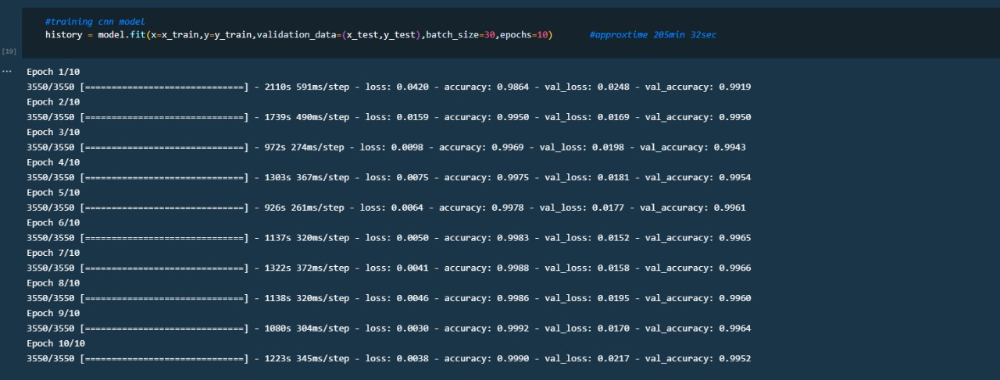 #training cnn model
history = model.fit(x=x_train,y=y_train,validation_data=(x_test,y_test),batch_size=30,epochs=10) #approxtime 205min 32sec
[19]
...
Epoch 1/10
3550/3550 [==============================] - 2110s 591ms/step - loss: 0.0420 - accuracy: 0.9864 - val_loss: 0.0248 - val_accuracy: 0.9919
Epoch 2/10
3550/3550 [==============================] - 1739s 490ms/step - loss: 0.0159 - accuracy: 0.9950 - val_loss: 0.0169 - val_accuracy: 0.9950
Epoch 3/10
3550/3550 [==============================] - 972s 274ms/step - loss: 0.0098 - accuracy: 0.9969 - val_loss: 0.0198 - val_accuracy: 0.9943
Epoch 4/10
3550/3550 [==============================] - 1303s 367ms/step - loss: 0.0075 - accuracy: 0.9975 - val_loss: 0.0181 - val_accuracy: 0.9954
Epoch 5/10
3550/3550 [==============================] - 926s 261ms/step - loss: 0.0064 - accuracy: 0.9978 - val_loss: 0.0177 - val_accuracy: 0.9961
Epoch 6/10
3550/3550 [==============================] - 1137s 320ms/step - loss: 0.0050 - accuracy: 0.9983 - val_loss: 0.0152 - val_accuracy: 0.9965
Epoch 7/10
3550/3550 [==============================] - 1322s 372ms/step - loss: 0.0041 - accuracy: 0.9988 - val_loss: 0.0158 - val_accuracy: 0.9966
Epoch 8/10
3550/3550 [==============================] - 1138s 320ms/step - loss: 0.0046 - accuracy: 0.9986 - val_loss: 0.0195 - val_accuracy: 0.9960
Epoch 9/10
3550/3550 [==============================] - 1080s 304ms/step - loss: 0.0030 - accuracy: 0.9992 - val_loss: 0.0170 - val_accuracy: 0.9964
Epoch 10/10
3550/3550 [==============================] - 1223s 345ms/step - loss: 0.0038 - accuracy: 0.9990 - val_loss: 0.0217 - val_accuracy: 0.9952